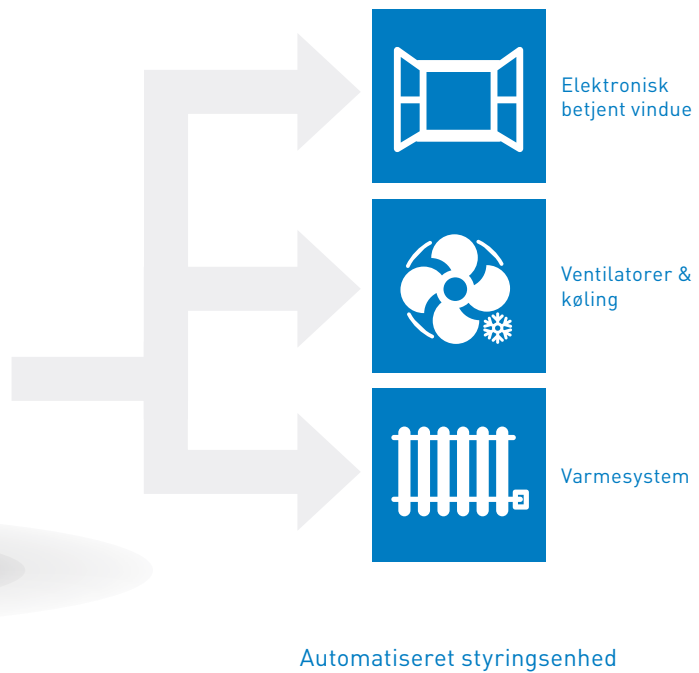 Elektronisk
betjent vindue
Ventilatorer &
køling
Varmesystem
Automatiseret styringsenhed